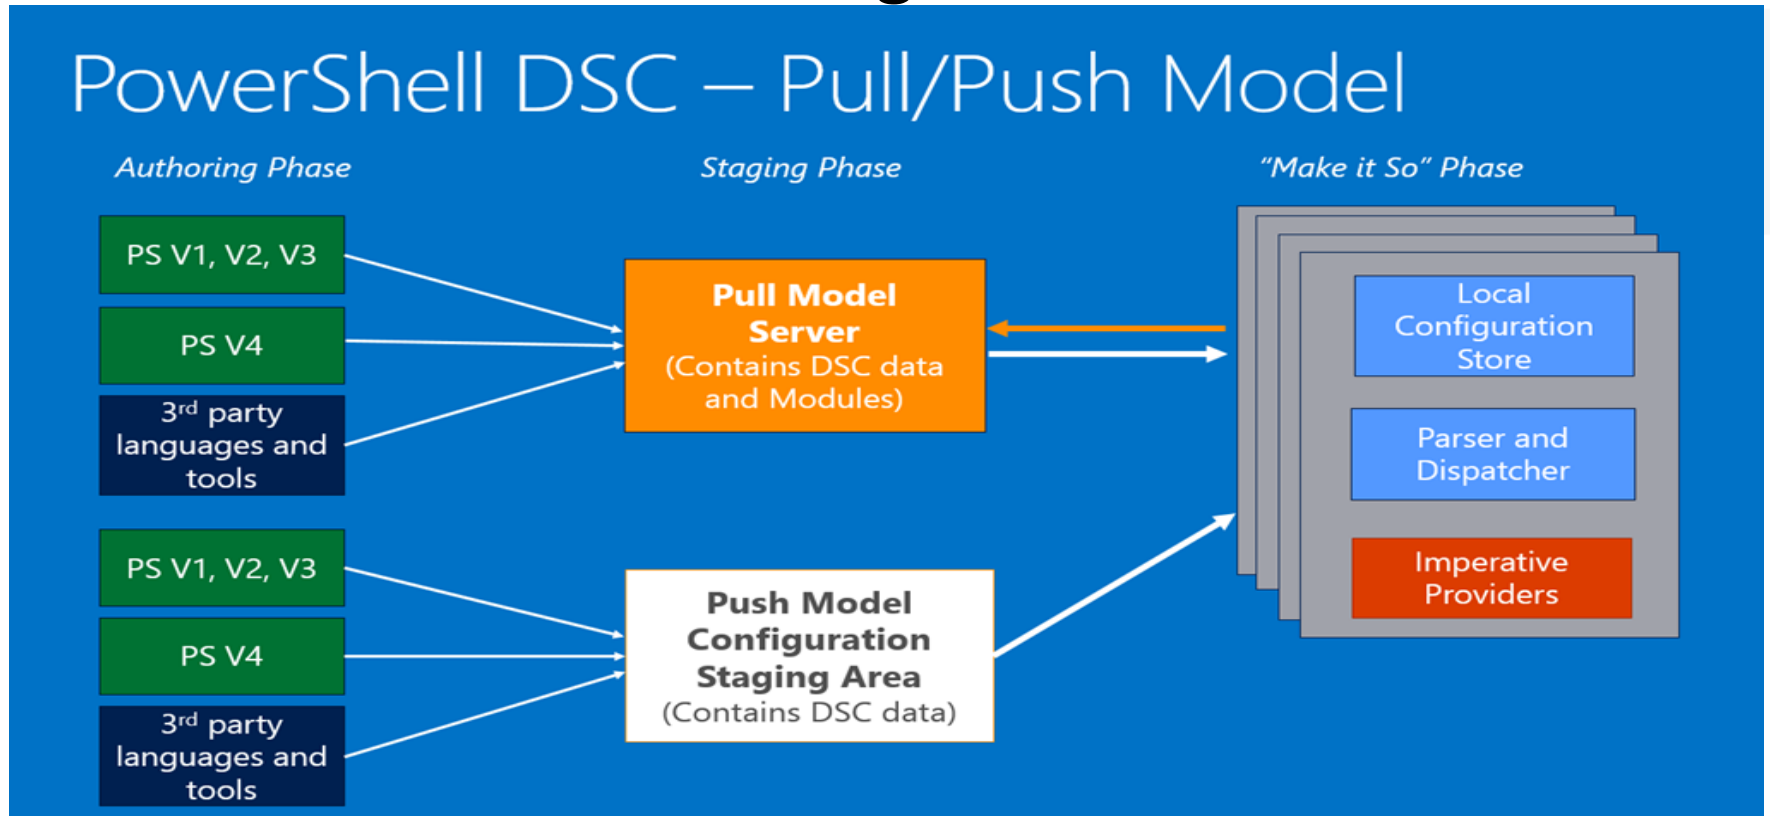 PowerShell DSC – Pull/Push Model
Authoring Phase
Staging Phase
“Make it So” Phase
PS V1, V2, V3
PS V4
3rd party
languages and
tools
Pull Model
Server
(Contains DSC data
and Modules)
Local
Configuration
Store
Parser and
Dispatcher
Imperative
Providers
PS V1, V2, V3
PS V4
3rd party
languages and
tools
Push Model
Configuration
Staging Area
(Contains DSC data)